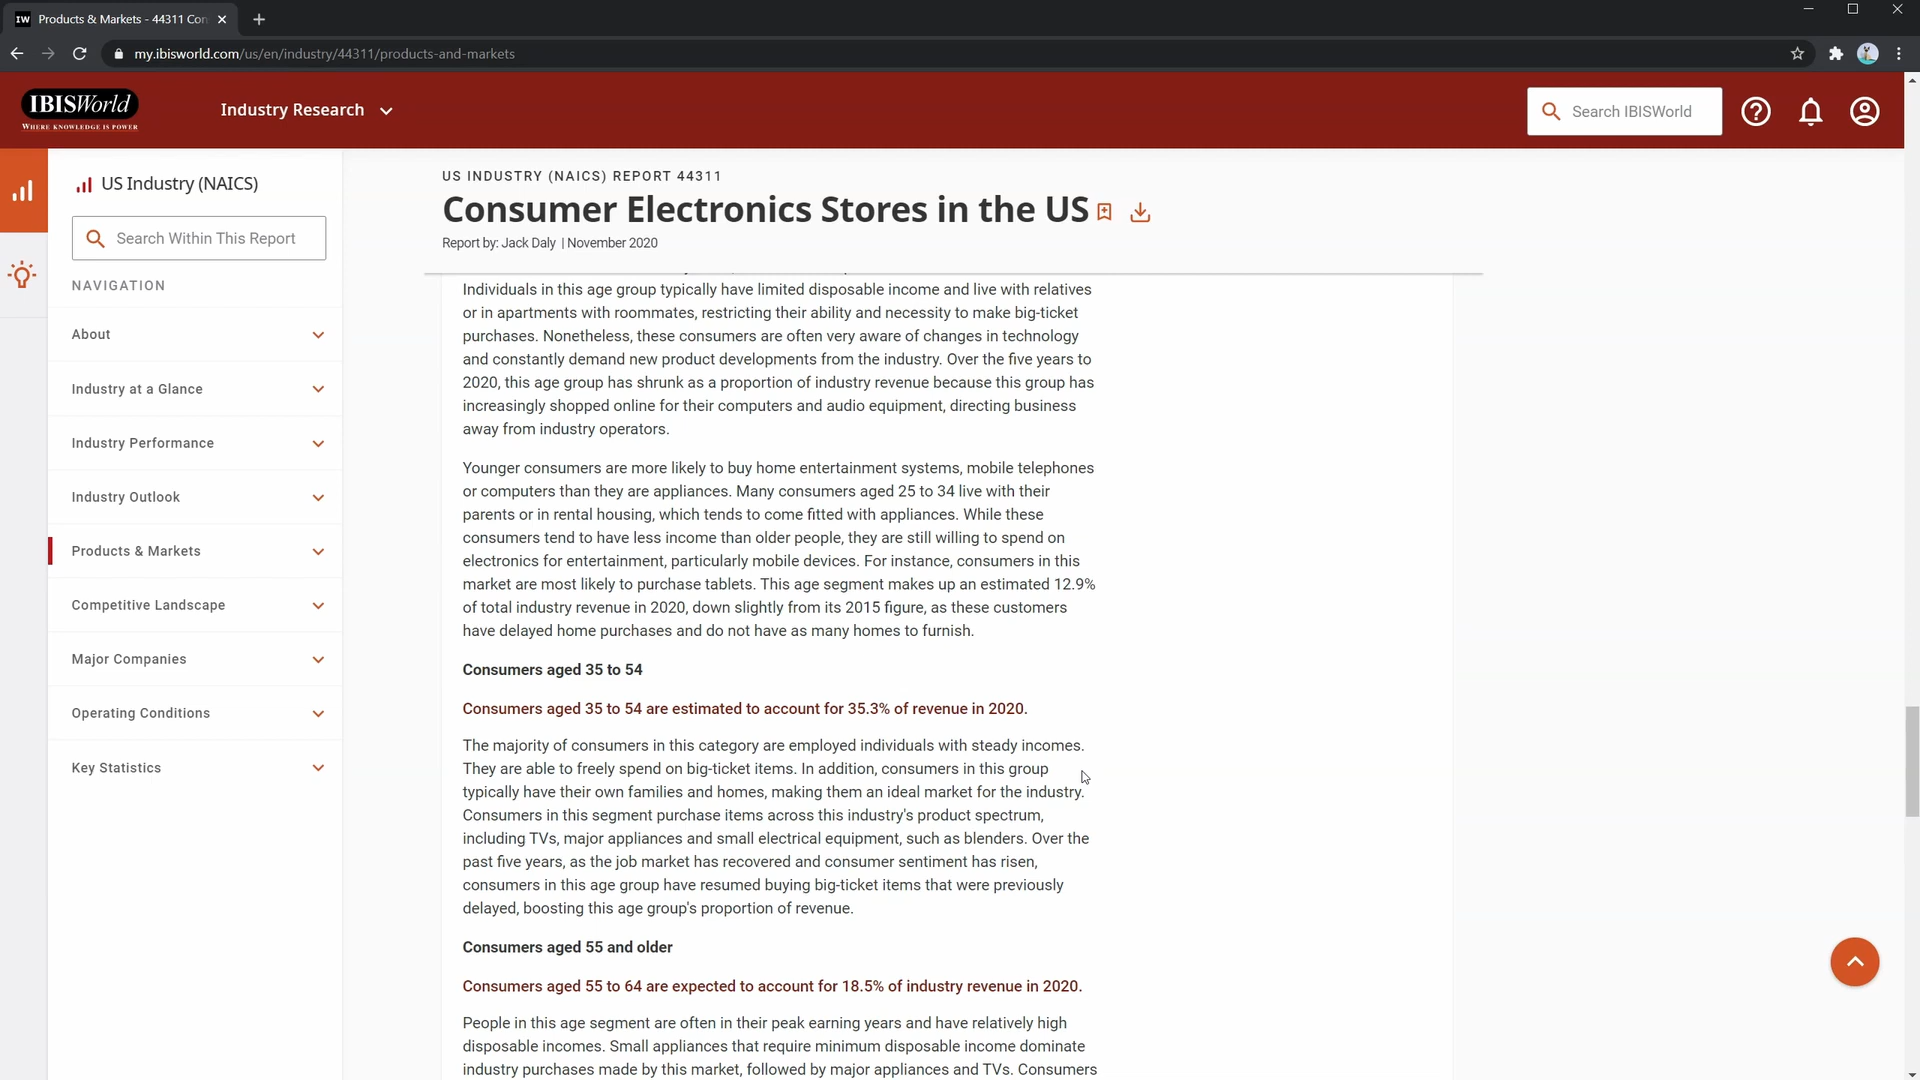 IW Products & Markets - 44311 Con
my.ibisworld.com/us/en/industry/44311/products-and-markets
IBISWorld
WHERE KNOWLEDGE IS POWER
Industry Research
Search IBISWorld
US Industry (NAICS)
Search Within This Report
NAVIGATION
About
Industry at a Glance
Industry Performance
Industry Outlook
Products & Markets
Competitive Landscape
Major Companies
Operating Conditions
Key Statistics
US INDUSTRY (NAICS) REPORT 44311
Consumer Electronics Stores in the US
Report by: Jack Daly | November 2020
Individuals in this age group typically have limited disposable income and live with relatives
or in apartments with roommates, restricting their ability and necessity to make big-ticket
purchases. Nonetheless, these consumers are often very aware of changes in technology
and constantly demand new product developments from the industry. Over the five years to
2020, this age group has shrunk as a proportion of industry revenue because this group has
increasingly shopped online for their computers and audio equipment, directing business
away from industry operators.
Younger consumers are more likely to buy home entertainment systems, mobile telephones
or computers than they are appliances. Many consumers aged 25 to 34 live with their
parents or in rental housing, which tends to come fitted with appliances. While these
consumers tend to have less income than older people, they are still willing to spend on
electronics for entertainment, particularly mobile devices. For instance, consumers in this
market are most likely to purchase tablets. This age segment makes up an estimated 12.9%
of total industry revenue in 2020, down slightly from its 2015 figure, as these customers
have delayed home purchases and do not have as many homes to furnish.
Consumers aged 35 to 54
Consumers aged 35 to 54 are estimated to account for 35.3% of revenue in 2020.
The majority of consumers in this category are employed individuals with steady incomes.
They are able to freely spend on big-ticket items. In addition, consumers in this group
typically have their own families and homes, making them an ideal market for the industry.
Consumers in this segment purchase items across this industry's product spectrum,
including TVs, major appliances and small electrical equipment, such as blenders. Over the
past five years, as the job market has recovered and consumer sentiment has risen,
consumers in this age group have resumed buying big-ticket items that were previously
delayed, boosting this age group's proportion of revenue.
Consumers aged 55 and older
Consumers aged 55 to 64 are expected to account for 18.5% of industry revenue in 2020.
People in this age segment are often in their peak earning years and have relatively high
disposable incomes. Small appliances that require minimum disposable income dominate
industry purchases made by this market, followed by major appliances and TVs. Consumers